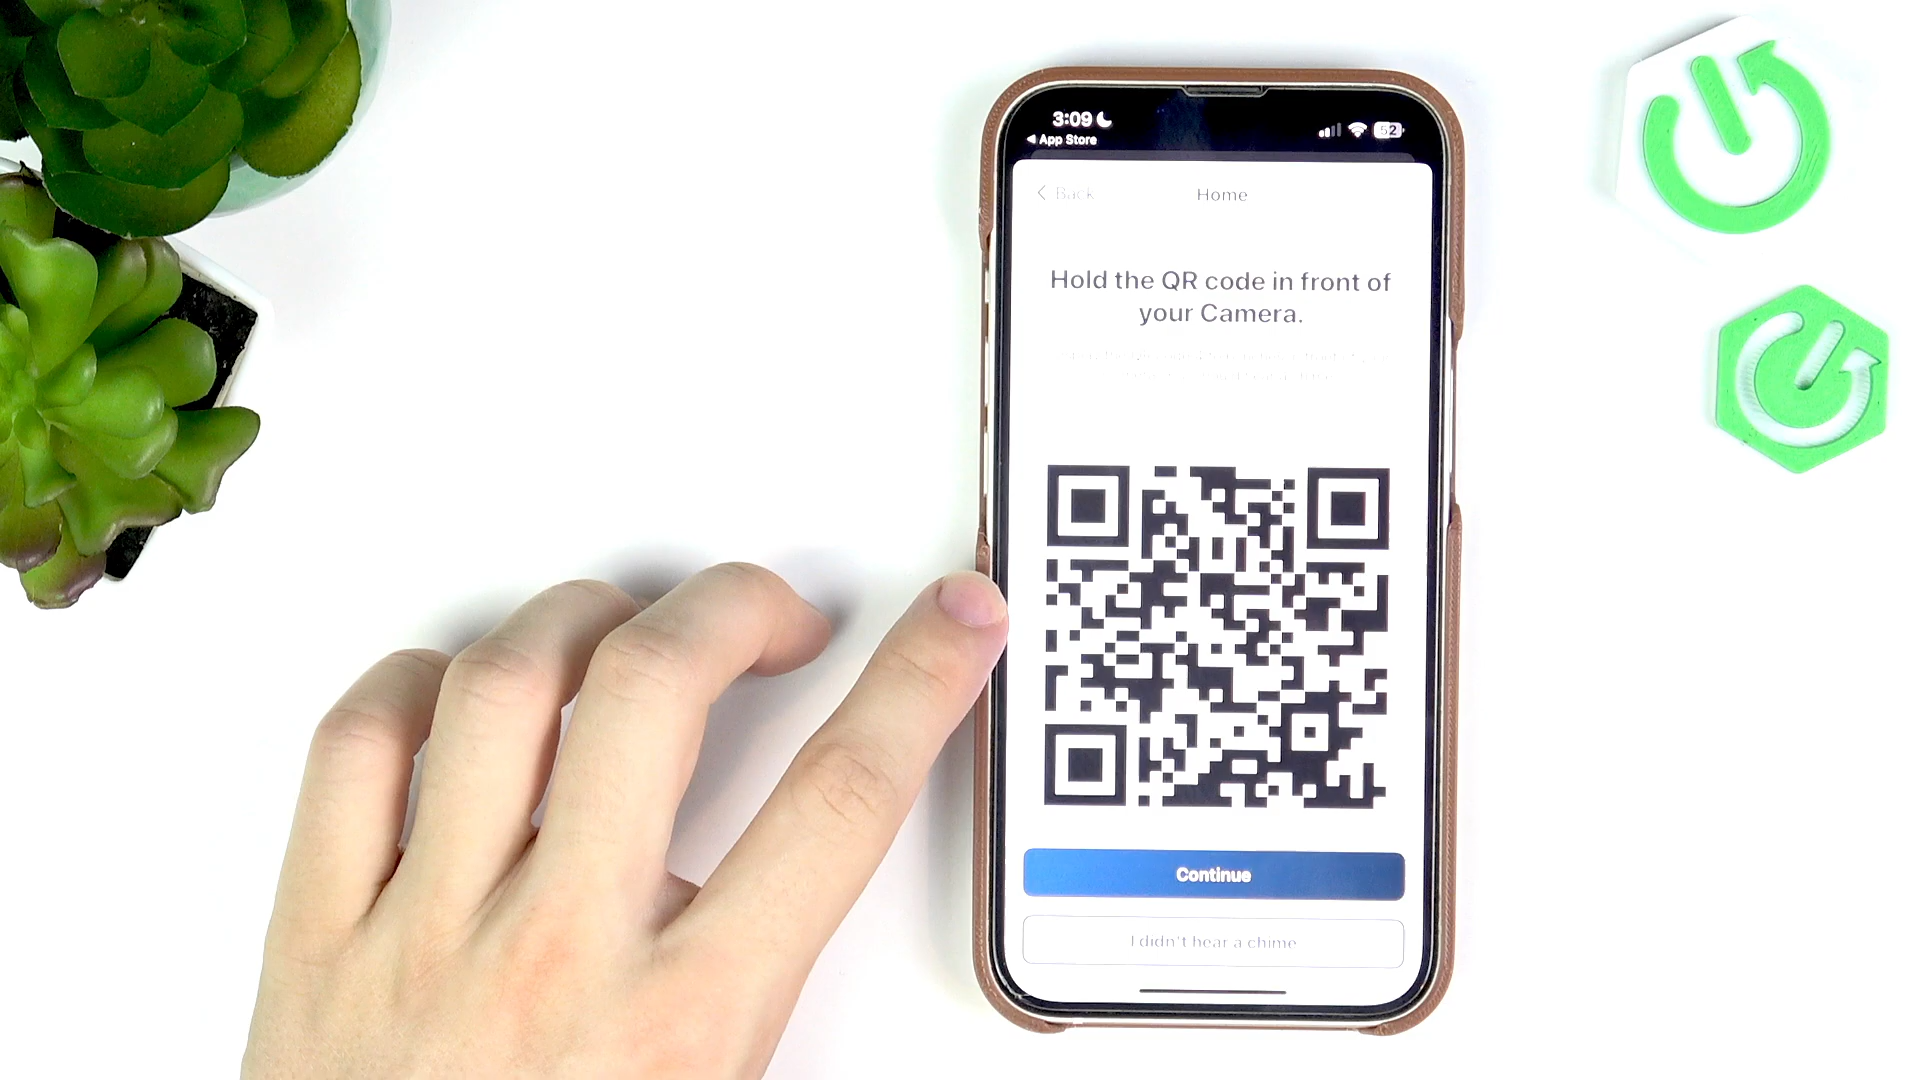 3:09
52
App Store
Back
Home
Hold the QR code in front of
your Camera.
Continue
I didn't hear a chime